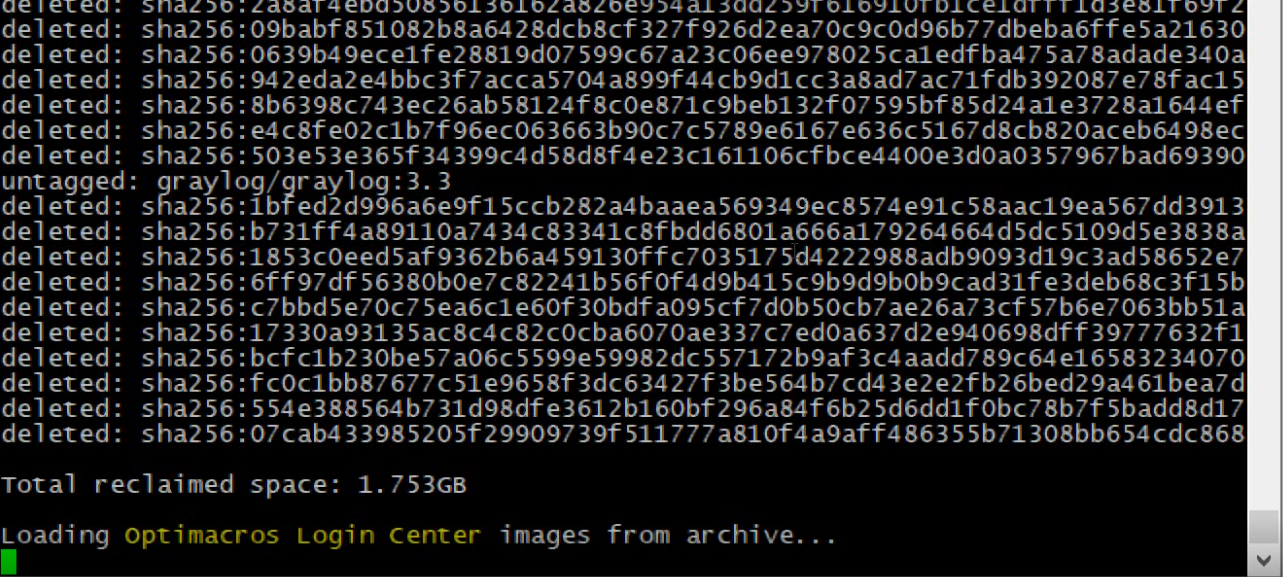 deleted: sha256:2a8af4ebd50856136162a826e954a13dd259f616910fb1ce1dfff1d3e81f69f2
deleted: sha256:09babf851082b8a6428dcb8cf327f926d2ea70c9c0d96b77dbeba6ffe5a21630
deleted: sha256:0639b49ece1fe28819d07599c67a23c06ee978025ca1edfba475a78adade340a
deleted: sha256:942eda2e4bbc3f7acca5704a899f44cb9d1cc3a8ad7ac71fdb392087e78fac15
deleted: sha256:8b6398c743ec26ab58124f8c0e871c9beb132f07595bf85d24a1e3728a1644ef
deleted: sha256:e4c8fe02c1b7f96ec063663b90c7c5789e6167e636c5167d8cb820aceb6498ec
deleted: sha256:503e53e365f34399c4d58d8f4e23c161106cfbce4400e3d0a0357967bad69390
untagged: graylog/graylog:3.3
deleted: sha256:1bfed2d996a6e9f15ccb282a4baaea569349ec8574e91c58aac19ea567dd3913
deleted: sha256:b731ff4a89110a7434c83341c8fbdd6801a666a179264664d5dc5109d5e3838a
deleted: sha256:1853c0eed5af9362b6a459130ffc7035175d4222988adb9093d19c3ad58652e7
deleted: sha256:6ff97df56380b0e7c82241b56f0f4d9b415c9b9d9b0b9cad31fe3deb68c3f15b
deleted: sha256:c7bbd5e70c75ea6c1e60f30bdfa095cf7d0b50cb7ae26a73cf57b6e7063bb51a
deleted: sha256:17330a93135ac8c4c82c0cba6070ae337c7ed0a637d2e940698dff39777632f1
deleted: sha256:bcfc1b230be57a06c5599e59982dc557172b9af3c4aadd789c64e16583234070
deleted: sha256:fc0c1bb87677c51e9658f3dc63427f3be564b7cd43e2e2fb26bed29a461bea7d
deleted: sha256:554e388564b731d98dfe3612b160bf296a84f6b25d6dd1f0bc78b7f5badd8d17
deleted: sha256:07cab433985205f29909739f511777a810f4a9aff486355b71308bb654cdc868
Total reclaimed space: 1.753GB
Loading Optimacros Login Center images from archive...